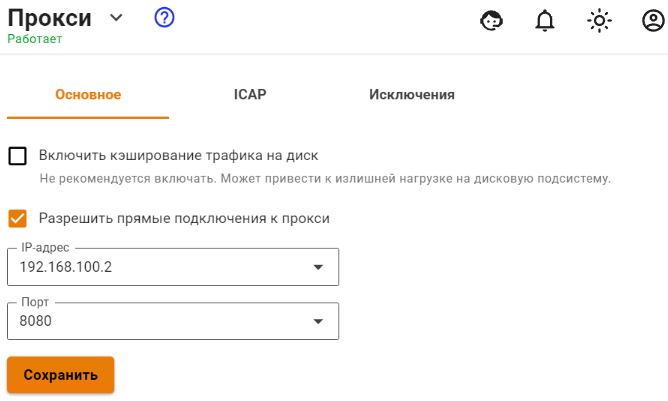 Прокси
Работает
Основное ICAP Исключения
Включить кэширование трафика на диск
Не рекомендуется включать. Может привести к излишней нагрузке на дисковую подсистему.
Разрешить прямые подключения к прокси
IP-адрес
192.168.100.2
Порт
8080
Сохранить